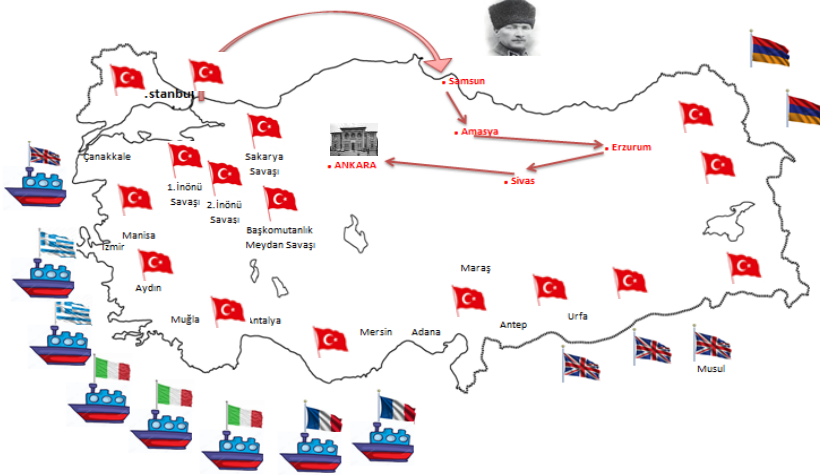 .stanbul
Samsun
Amasya
Erzurum
Sivas
ANKARA
Çanakkale
Sakarya
Savaşı
1. İnönü
Savaşı
2. İnönü
Savaşı
Başkomutanlık
Meydan Savaşı
Manisa
İzmir
Aydın
Muğla
Antalya
Mersin
Adana
Maraş
Antep
Urfa
Musul